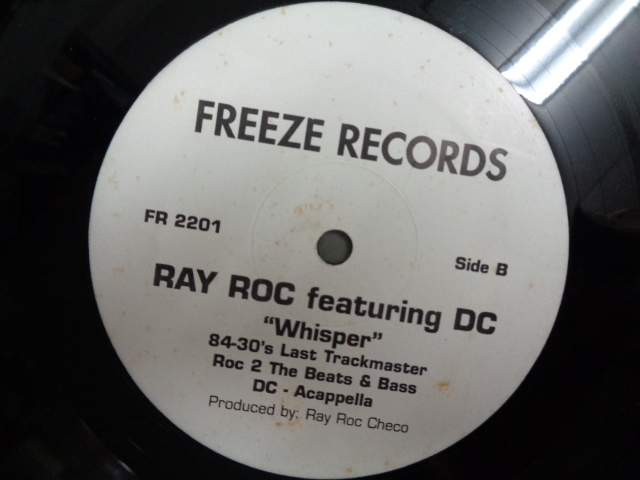 FREEZE RECORDS
FR 2201
Side B
RAY ROC featuring DC
"Whisper"
84-30's Last Trackmaster
Roc 2 The Beats & Bass
DC - Acappella
Produced by: Ray Roc Checo